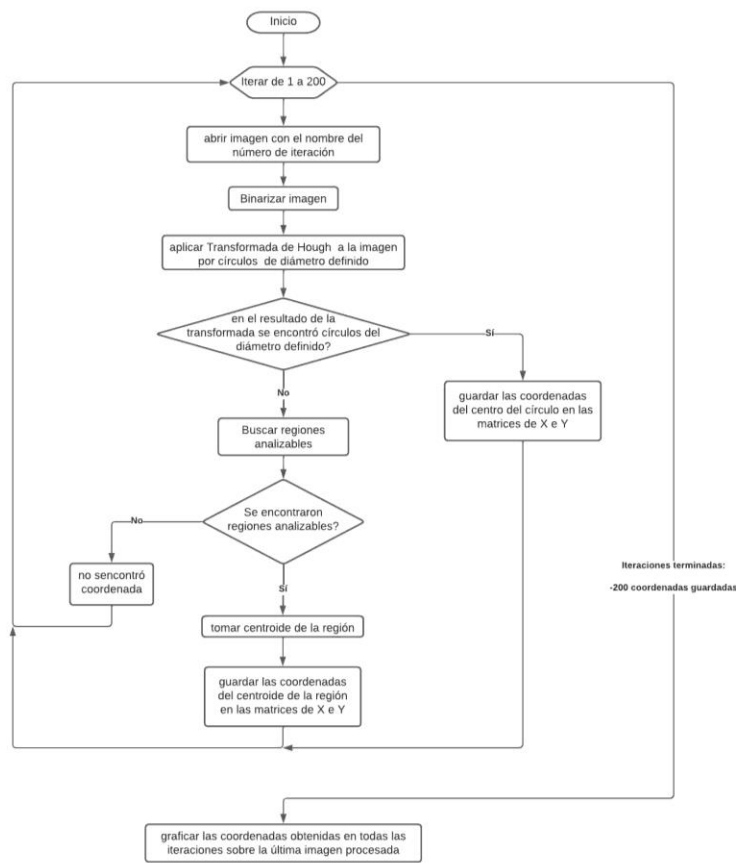 Inicio
Iterar de 1 a 200
abrir imagen con el nombre del
número de iteración
Binarizar imagen
aplicar Transformada de Hough a la imagen
por círculos de diámetro definido
en el resultado de la
transformada se encontró círculos del
diámetro definido?
Sí
guardar las coordenadas
del centro del círculo en las
matrices de X e Y
No
Buscar regiones
analizables
Se encontraron
regiones analizables?
No
no sencontró
coordenada
Sí
tomar centroide de la región
guardar las coordenadas
del centroide de la región
en las matrices de X e Y
Iteraciones terminadas:
-200 coordenadas guardadas
graficar las coordenadas obtenidas en todas las
iteraciones sobre la última imagen procesada